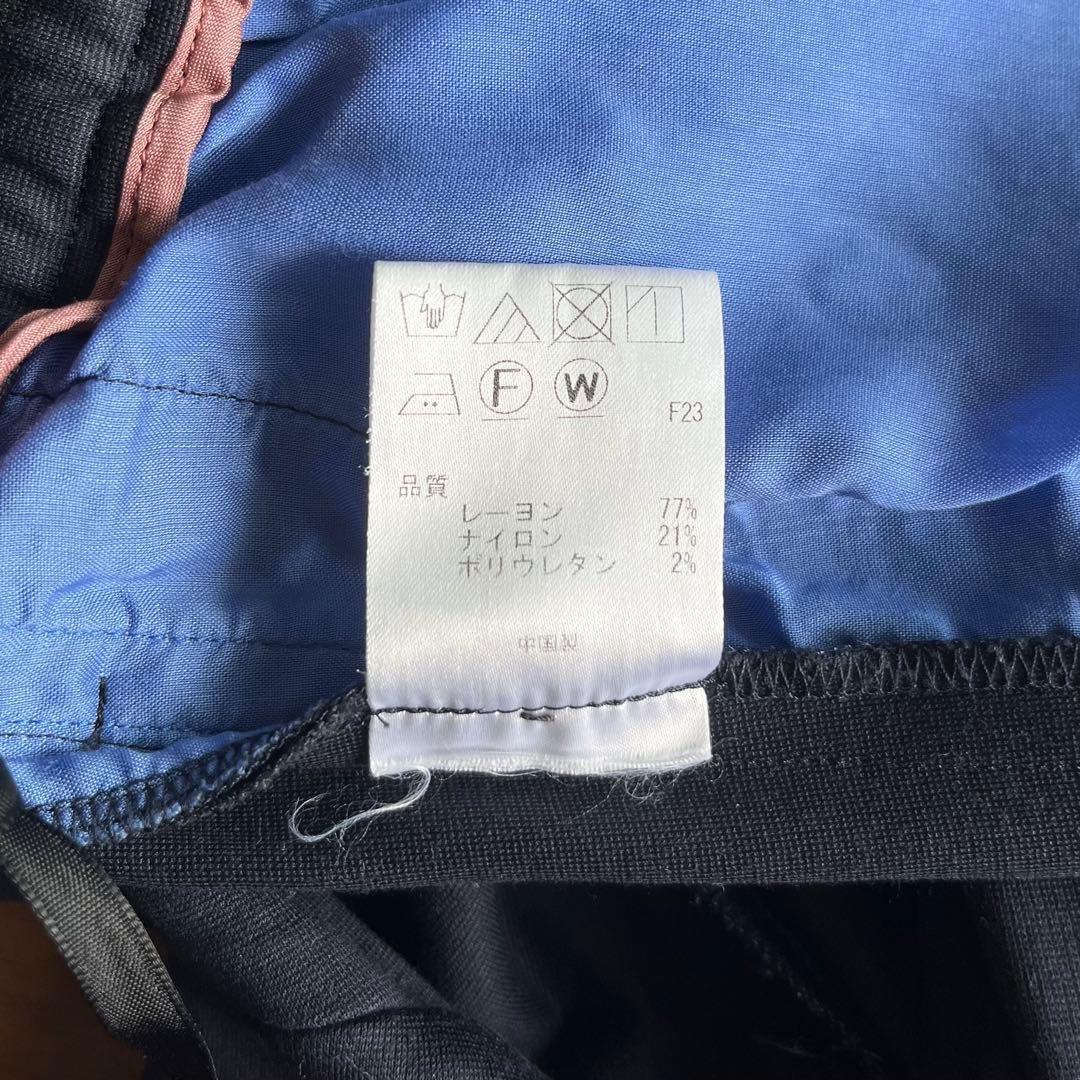 F W
F23
品質
レーヨン 77%
ナイロン 21%
ポリウレタン 2%
中国製